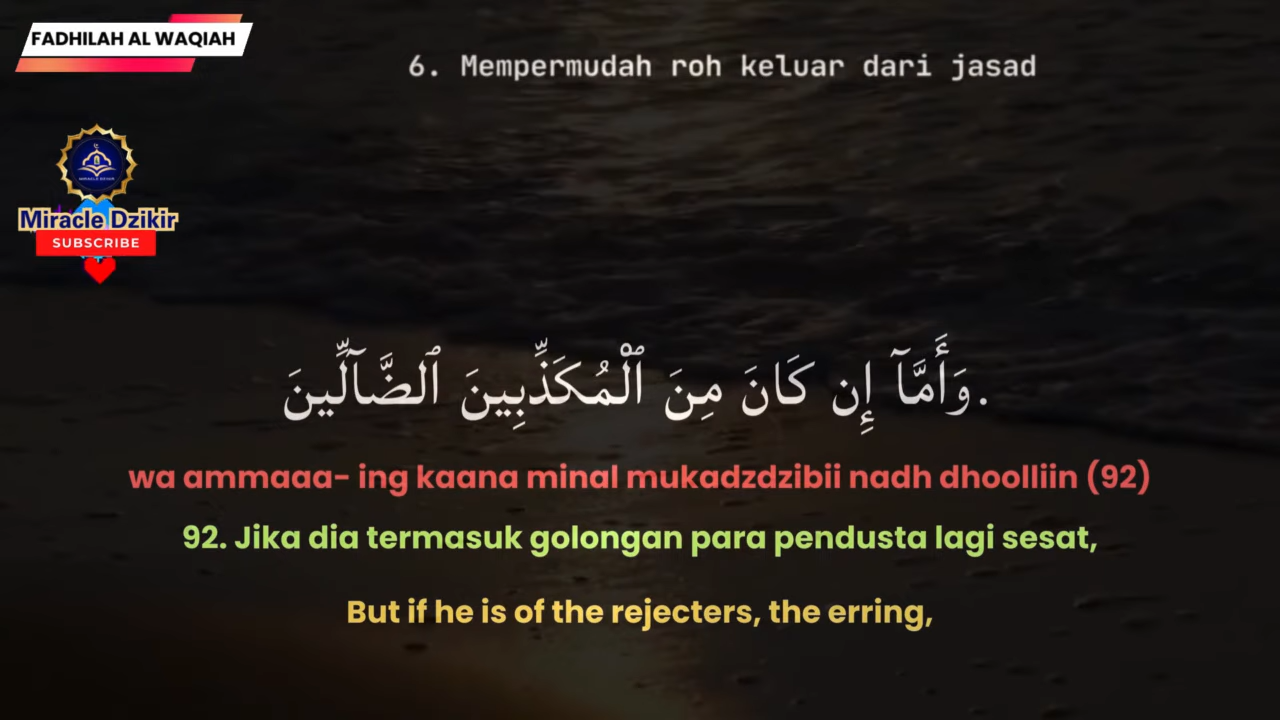 FADHILAH AL WAQIAH
6. Mempermudah roh keluar dari jasad
Miracle Dzikir
SUBSCRIBE
وَأَمَّآ إِن كَانَ مِنَ ٱلْمُكَذِّبِينَ ٱلضَّآلِّينَ.
wa ammaaa- ing kaana minal mukadzdzibii nadh dhoolliin (92)
92. Jika dia termasuk golongan para pendusta lagi sesat,
But if he is of the rejecters, the erring,